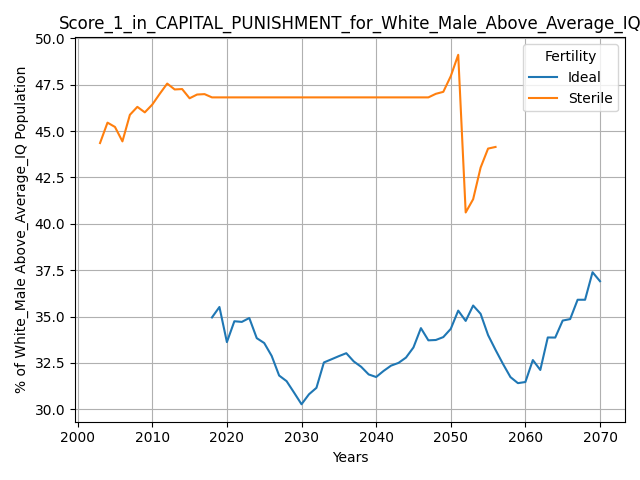 Score_1_in_CAPITAL_PUNISHMENT_for_White_Male_Above_Average_IQ
% of White_Male Above_Average_IQ Population
50.0
47.5
45.0
42.5
40.0
37.5
35.0
32.5
30.0
Fertility
Ideal
Sterile
2000 2010 2020 2030 2040 2050 2060 2070
Years